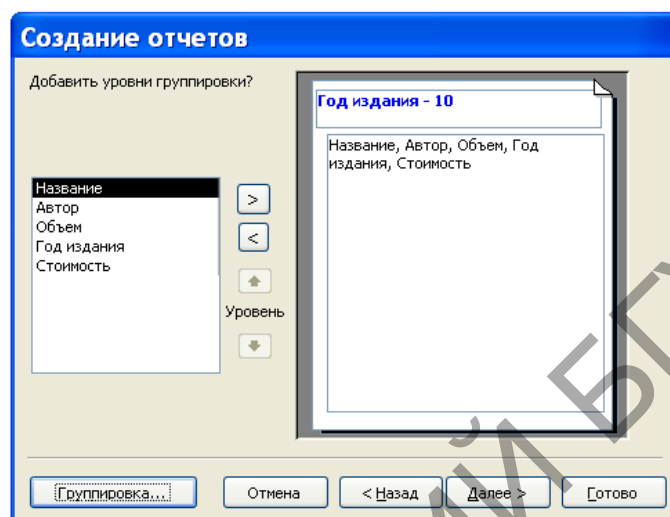 Создание отчетов
Добавить уровни группировки?
Год издания - 10
Название, Автор, Объем, Год
издания, Стоимость
Название
Автор
Объем
Год издания
Стоимость
>
<
Уровень
Группировка...
Отмена
< Назад
Далее >
Готово